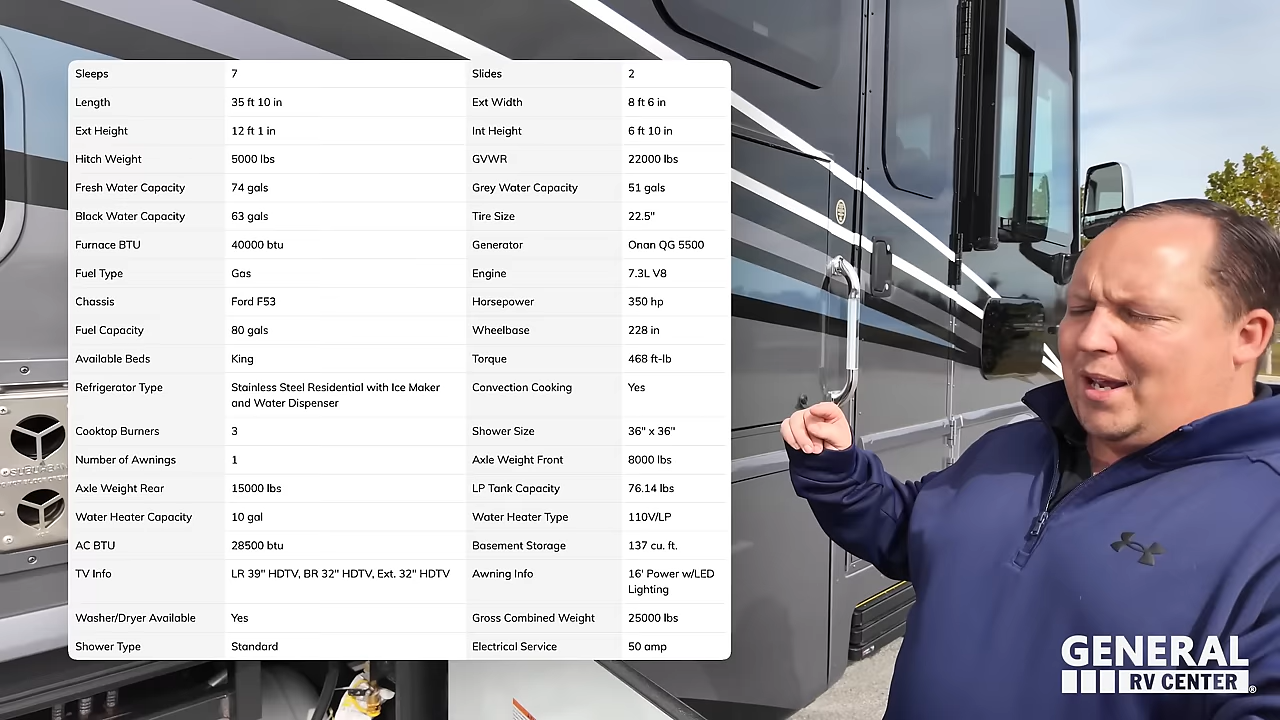 Sleeps 7 Slides 2
Length 35 ft 10 in Ext Width 8 ft 6 in
Ext Height 12 ft 1 in Int Height 6 ft 10 in
Hitch Weight 5000 lbs GVWR 22000 lbs
Fresh Water Capacity 74 gals Grey Water Capacity 51 gals
Black Water Capacity 63 gals Tire Size 22.5"
Furnace BTU 40000 btu Generator Onan QG 5500
Fuel Type Gas Engine 7.3L V8
Chassis Ford F53 Horsepower 350 hp
Fuel Capacity 80 gals Wheelbase 228 in
Available Beds King Torque 468 ft-lb
Refrigerator Type Stainless Steel Residential with Ice Maker Convection Cooking Yes
and Water Dispenser
Cooktop Burners 3 Shower Size 36" x 36"
Number of Awnings 1 Axle Weight Front 8000 lbs
Axle Weight Rear 15000 lbs LP Tank Capacity 76.14 lbs
Water Heater Capacity 10 gal Water Heater Type 110V/LP
AC BTU 28500 btu Basement Storage 137 cu. ft.
TV Info LR 39" HDTV, BR 32" HDTV, Ext. 32" HDTV Awning Info 16' Power w/LED
Lighting
Washer/Dryer Available Yes Gross Combined Weight 25000 lbs
Shower Type Standard Electrical Service 50 amp
SUBURBAN
GENERAL
RV CENTER®